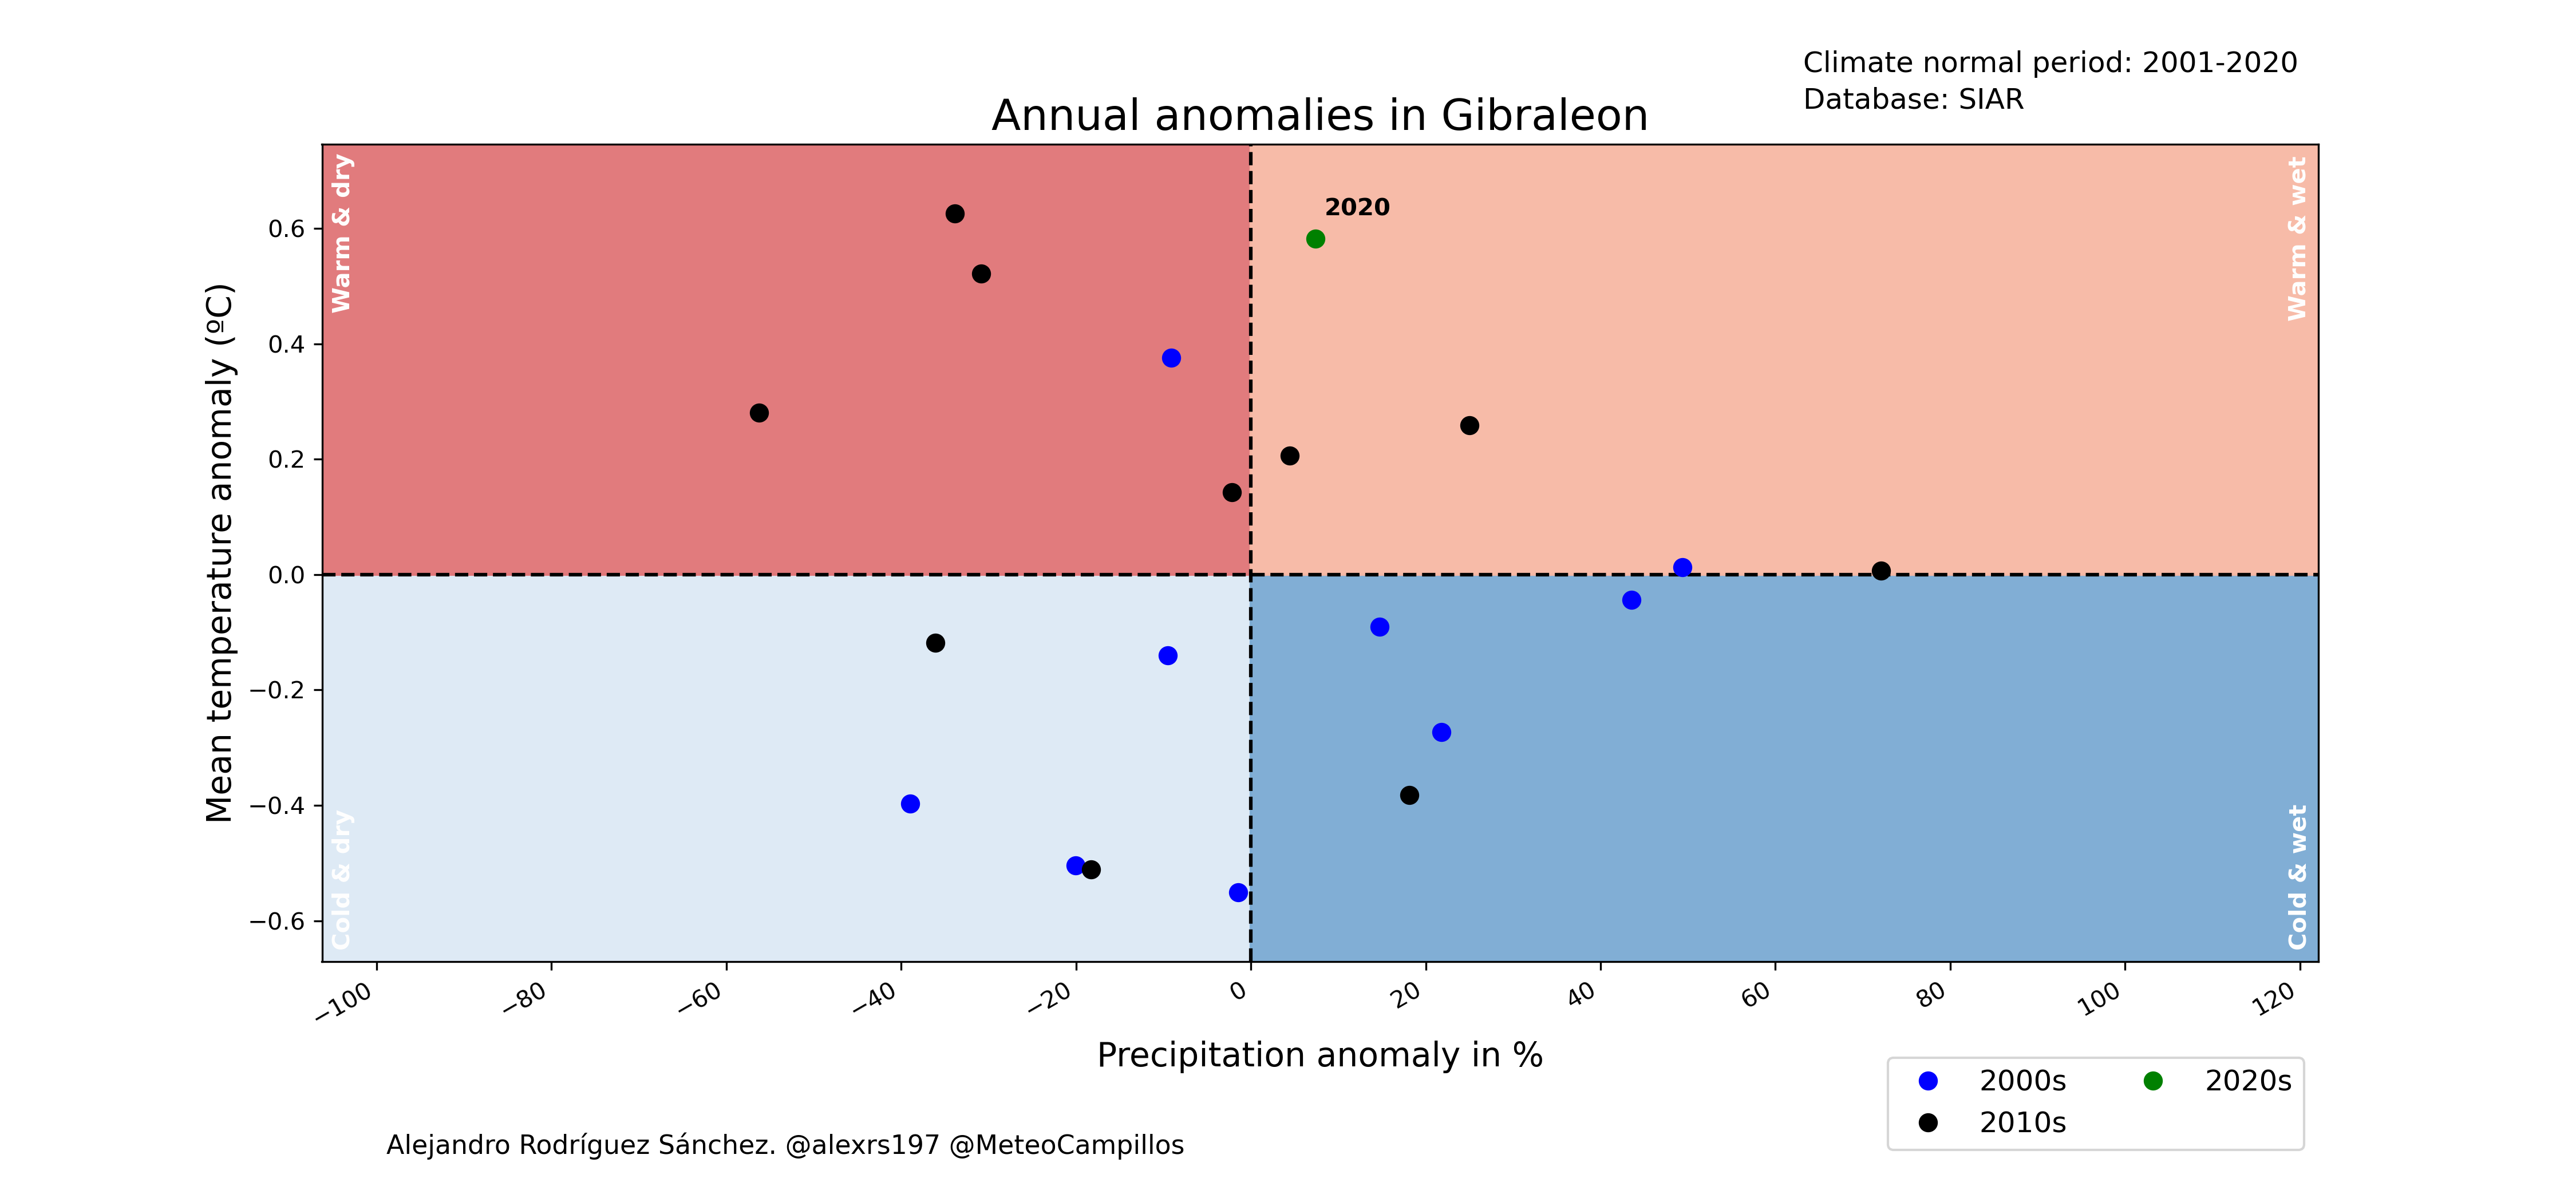 Climate normal period: 2001-2020
Database: SIAR
Annual anomalies in Gibraleon
Warm & dry
Warm & wet
2020
Mean temperature anomaly (ºC)
0.6
0.4
0.2
0.0
−0.2
−0.4
−0.6
Cold & dry
Cold & wet
−100
−80
−60
−40
−20
0
20
40
60
80
100
120
Precipitation anomaly in %
2000s
2020s
2010s
Alejandro Rodríguez Sánchez. @alexrs197 @MeteoCampillos